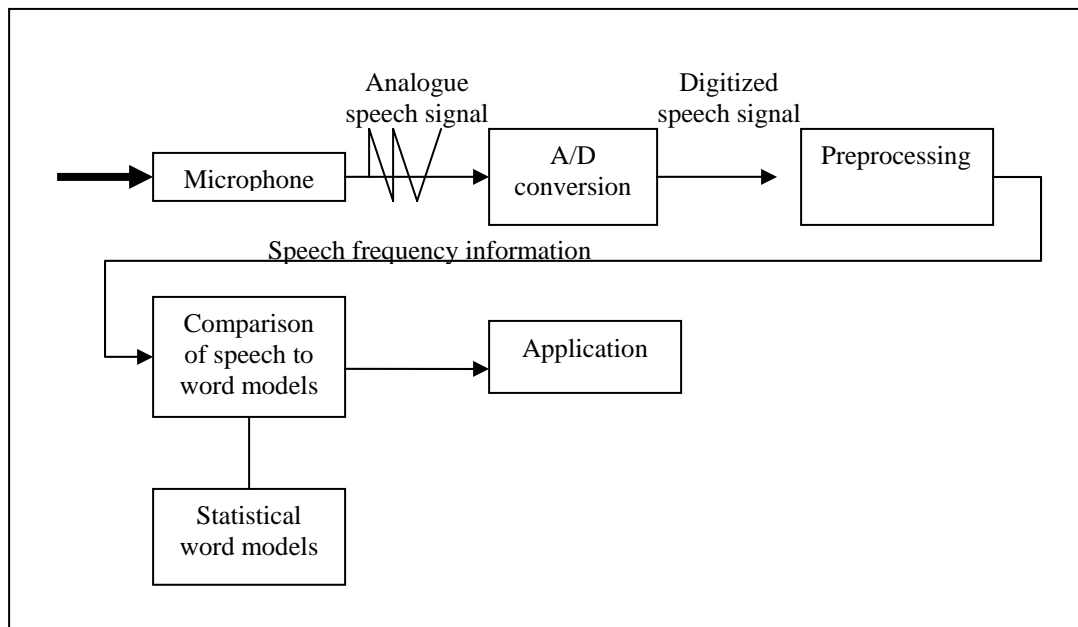 Analogue
speech signal
Digitized
speech signal
Microphone
A/D
conversion
Preprocessing
Speech frequency information
Comparison
of speech to
word models
Application
Statistical
word models